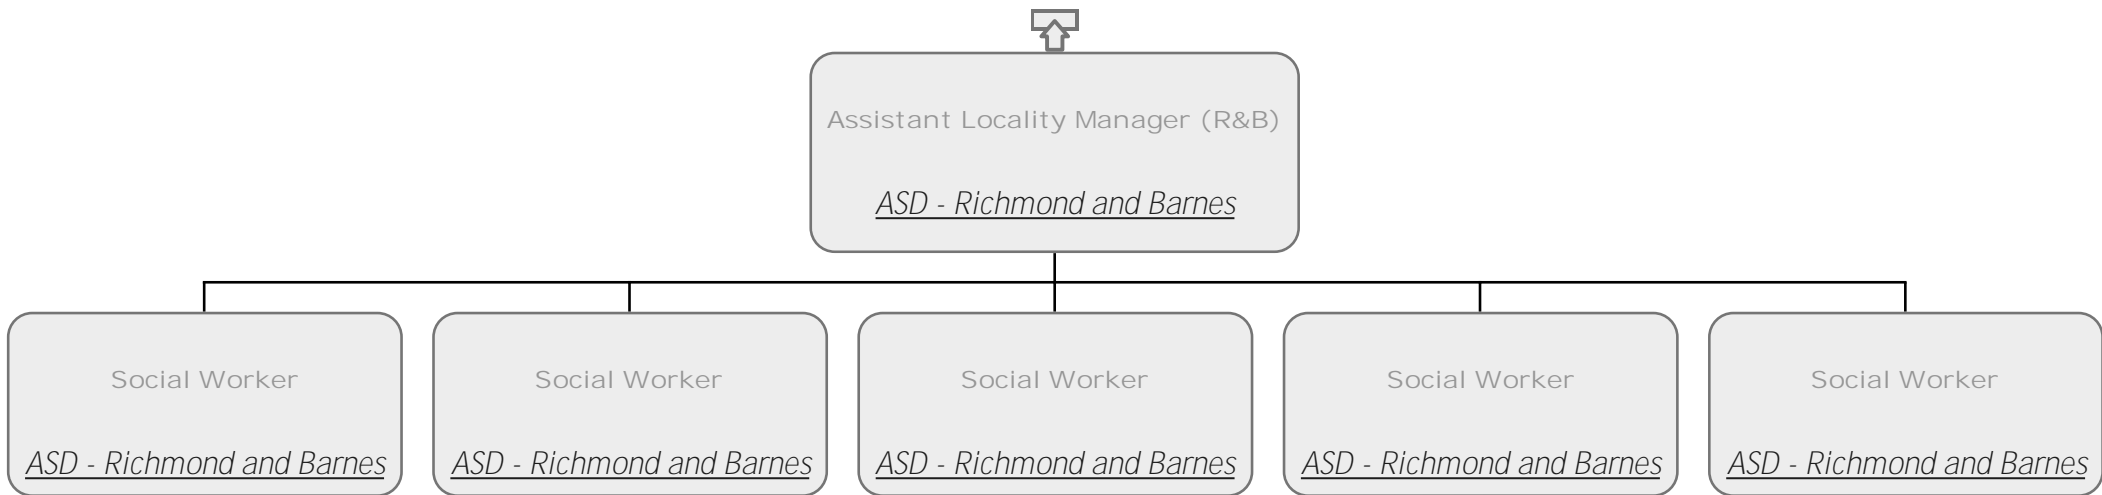 Assistant Locality Manager (R&B)
ASD - Richmond and Barnes
Social Worker
ASD - Richmond and Barnes
Social Worker
ASD - Richmond and Barnes
Social Worker
ASD - Richmond and Barnes
Social Worker
ASD - Richmond and Barnes
Social Worker
ASD - Richmond and Barnes